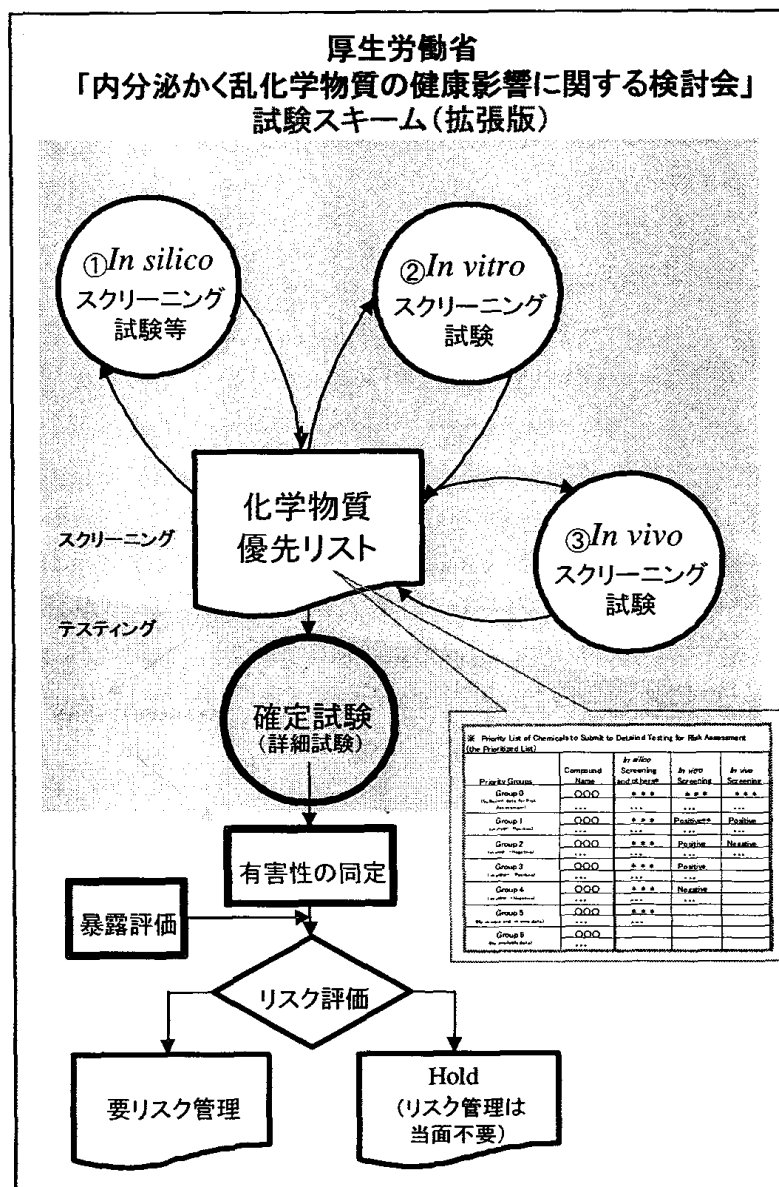 厚生労働省
「内分泌かく乱化学物質の健康影響に関する検討会」
試験スキーム(拡張版)
①In silico
スクリーニング
試験等
②In vitro
スクリーニング
試験
化学物質
優先リスト
③In vivo
スクリーニング
試験
スクリーニング
テスティング
確定試験
(詳細試験)
※ Priority List of Chemicals to Submit to Detailed Testing for Risk Assessment
(the Prioritized List)
Priority Groups
Compound
Name
In silico
Screening
and others*
In vitro
Screening
In vivo
Screening
Group 0 ○○○ * * * * * * * * *
... ... ... ...
Group 1 ○○○ * * * Positive** Positive
... ... ... ...
Group 2 ○○○ * * * Positive Negative
... ... ... ...
Group 3 ○○○ * * * Positive
... ... ...
Group 4 ○○○ * * * Negative
... ... ...
Group 5 ○○○ * * *
... ...
Group 6 ○○○
...
有害性の同定
暴露評価
リスク評価
要リスク管理
Hold
(リスク管理は
当面不要)